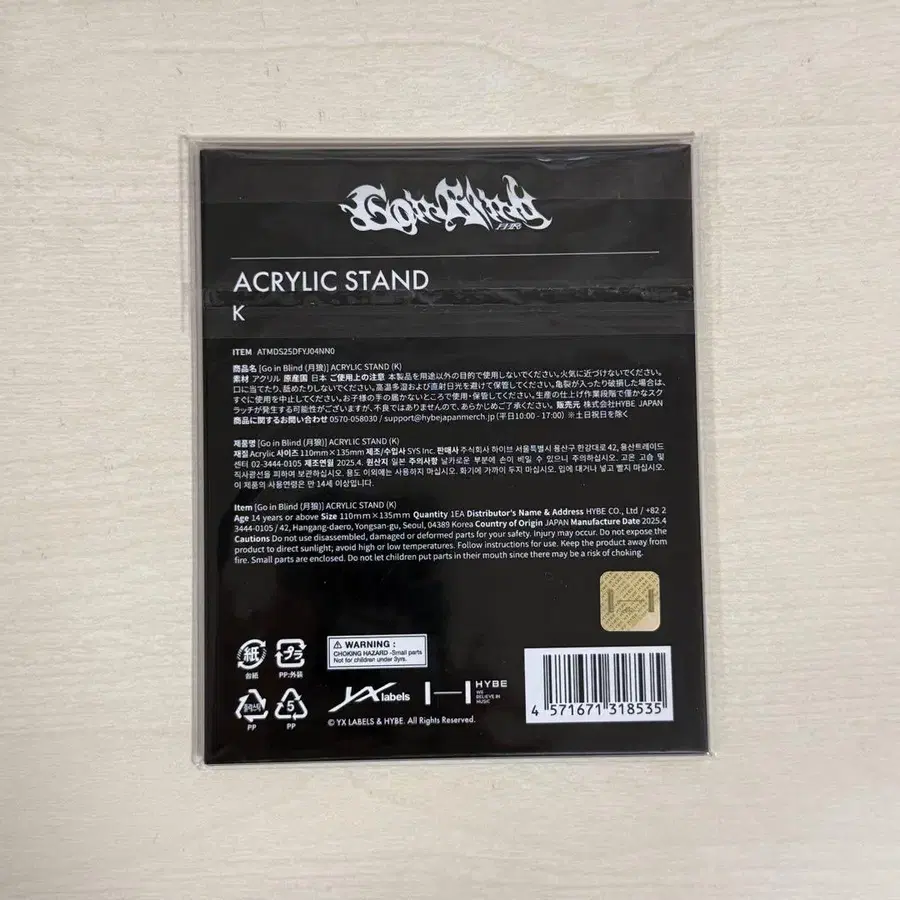 Go in Blind
月狼
ACRYLIC STAND
K
ITEM ATMDS25DFYJ04NN0
商品名 [Go in Blind (月狼)] ACRYLIC STAND (K)
素材 アクリル 原産国 日本 ご使用上の注意 本製品を用途以外の目的で使用しないでください。火気に近づけないでください。
口に当てたり、舐めたりしないでください。高温多湿および直射日光を避けて保管してください。亀裂が入ったり破損した場合は、
すぐに使用を中止してください。お子様の手の届かないところで使用・保管してください。生産の仕上げ作業段階で僅かなス
クラッチが発生する可能性がございますが、不良ではありませんので、あらかじめご了承ください。 販売元 株式会社HYBE JAPAN
商品に関するお問い合わせ 0570-058030 / support@hybejapanmerch.jp (平日10:00 - 17:00) ※土日祝日を除く
제품명 [Go in Blind (月狼)] ACRYLIC STAND (K)
재질 Acrylic 사이즈 110mm×135mm 제조/수입사 SYS Inc. 판매사 주식회사 하이브 서울특별시 용산구 한강대로 42, 용산트레이드
센터 02-3444-0105 제조연월 2025.4. 원산지 일본 주의사항 날카로운 부분에 손이 비일 수 있으니 주의하십시오. 고온 고습 및
직사광선을 피하여 보관하십시오. 용도 이외에는 사용하지 마십시오. 화기에 가까이 두지 마십시오. 입에 대거나 넣고 빨지 마십시오.
이 제품의 사용연령은 만 14세 이상입니다.
Item [Go in Blind (月狼)] ACRYLIC STAND (K)
Age 14 years or above Size 110mm×135mm Quantity 1EA Distributor's Name & Address HYBE CO., Ltd / +82 2
3444-0105 / 42, Hangang-daero, Yongsan-gu, Seoul, 04389 Korea Country of Origin JAPAN Manufacture Date 2025.4
Cautions Do not use disassembled, damaged or deformed parts for your safety. Injury may occur. Do not expose the
product to direct sunlight; avoid high or low temperatures. Follow instructions for use. Keep the product away from
fire. Small parts are enclosed. Do not let children put parts in their mouth since there may be a risk of choking.
紙
台紙
プラ
PP:外装
WARNING :
CHOKING HAZARD -Small parts
Not for children under 3yrs.
플라스틱
PP
5
PP
YX labels
HYBE
WE
BELIEVE IN
MUSIC
© YX LABELS & HYBE. All Rights Reserved.
4 571671 318535